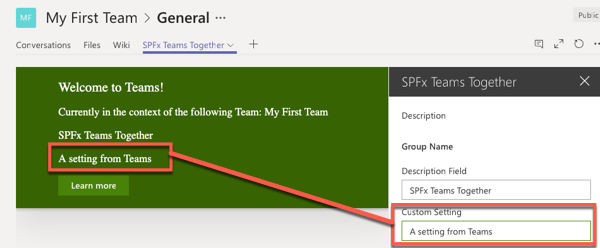 MF My First Team > General ...
Public
Conversations Files Wiki SPFx Teams Together
Welcome to Teams!
Currently in the context of the following Team: My First Team
SPFx Teams Together
A setting from Teams
Learn more
SPFx Teams Together
Description
Group Name
Description Field
SPFx Teams Together
Custom Setting
A setting from Teams